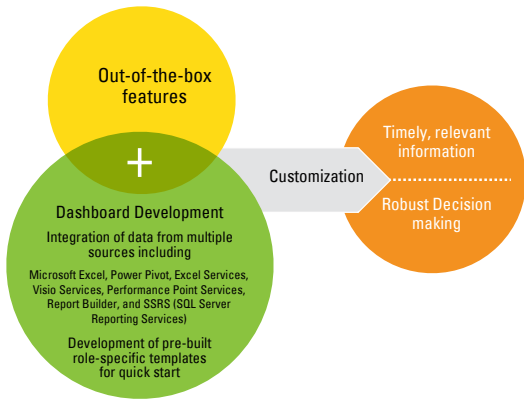 Out-of-the-box
features
+
Dashboard Development
Integration of data from multiple
sources including
Microsoft Excel, Power Pivot, Excel Services,
Visio Services, Performance Point Services,
Report Builder, and SSRS (SQL Server
Reporting Services)
Development of pre-built
role-specific templates
for quick start
Customization
Timely, relevant
information
Robust Decision
making